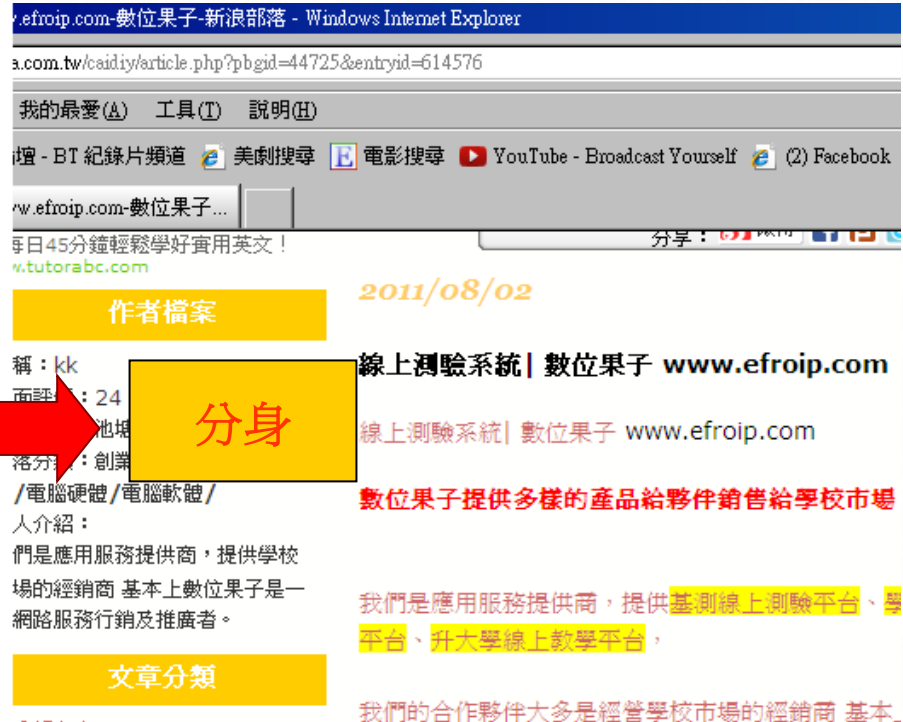 .efroip.com-數位果子-新浪部落 - Windows Internet Explorer
a.com.tw/caidiy/article.php?pbgid=44725&entryid=614576
我的最愛(A) 工具(T) 說明(H)
壇 - BT 紀錄片頻道 美劇搜尋 E 電影搜尋 YouTube - Broadcast Yourself (2) Facebook
w.efroip.com-數位果子...
每日45分鐘輕鬆學好實用英文！
w.tutorabc.com
分享：
作者檔案
稱：kk
面評價：24
池塘
分身
落分類：創業
/電腦硬體/電腦軟體/
人介紹：
們是應用服務提供商，提供學校
場的經銷商 基本上數位果子是一
網路服務行銷及推廣者。
文章分類
2011/08/02
線上測驗系統| 數位果子 www.efroip.com
線上測驗系統| 數位果子 www.efroip.com
數位果子提供多樣的產品給夥伴銷售給學校市場
我們是應用服務提供商，提供基測線上測驗平台、學
平台、升大學線上教學平台，
我們的合作夥伴大多是經營學校市場的經銷商 基本上